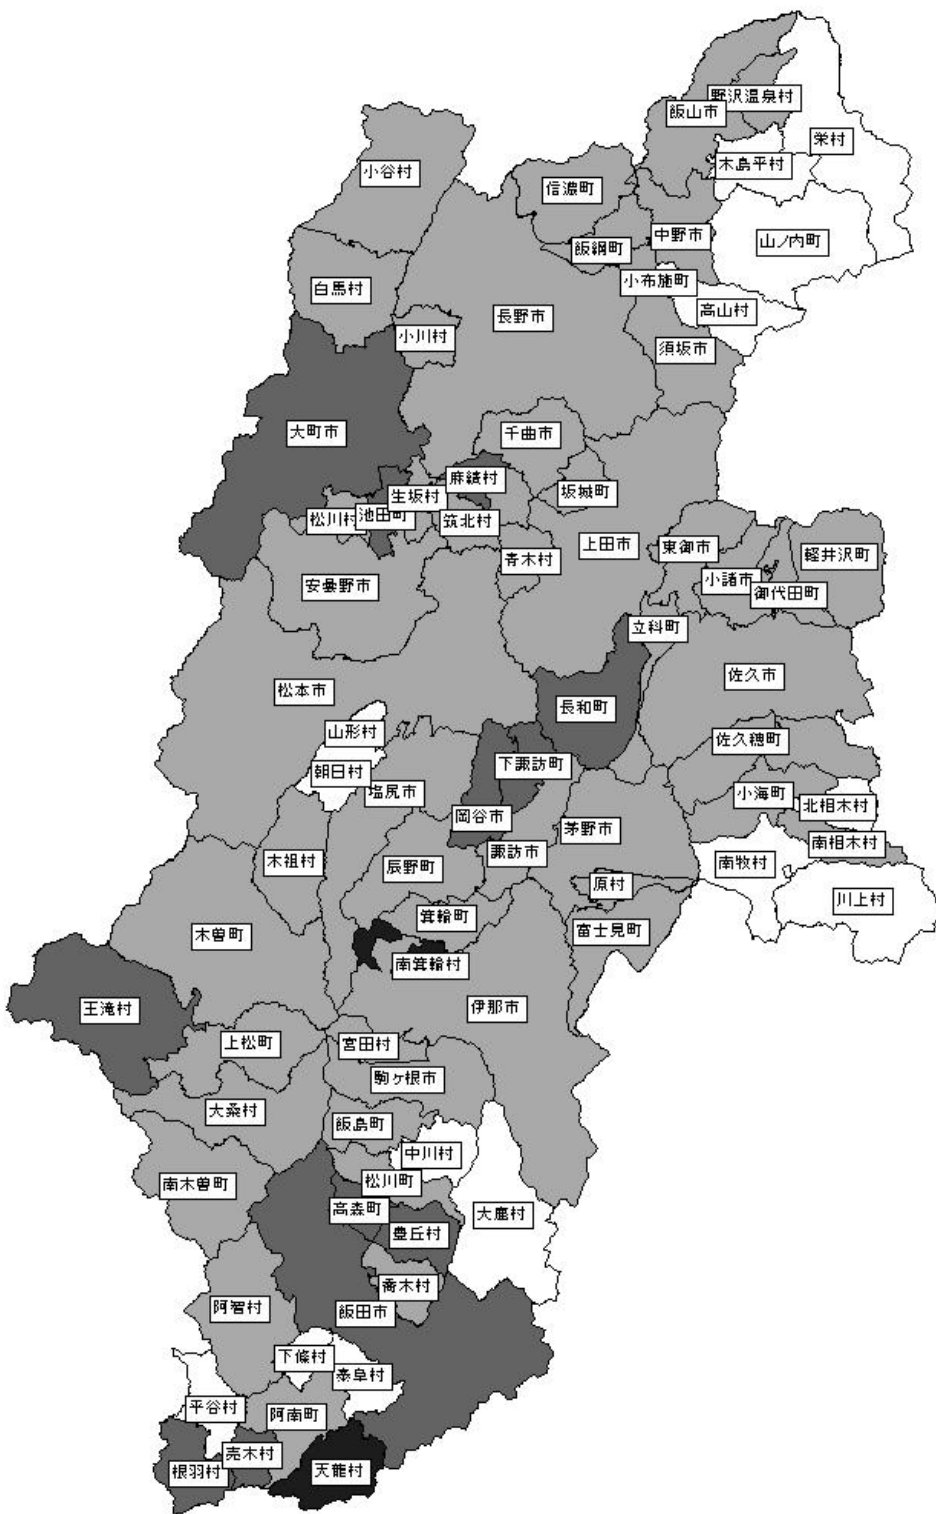 野沢温泉村
飯山市
栄村
木島平村
小谷村
信濃町
中野市
山ノ内町
飯綱町
小布施町
白馬村
高山村
長野市
小川村
須坂市
大町市
千曲市
麻績村
坂城町
生坂村
松川村
池田町
筑北村
上田市
東御市
軽井沢町
青木村
小諸市
安曇野市
御代田町
立科町
佐久市
松本市
長和町
山形村
佐久穂町
下諏訪町
朝日村
塩尻市
小海町
北相木村
岡谷市
茅野市
南相木村
諏訪市
木祖村
辰野町
南牧村
原村
川上村
箕輪町
富士見町
木曽町
南箕輪村
王滝村
伊那市
上松町
宮田村
駒ヶ根市
大桑村
飯島町
中川村
南木曽町
松川町
高森町
大鹿村
豊丘村
喬木村
阿智村
飯田市
下條村
泰阜村
平谷村
阿南町
売木村
根羽村
天龍村